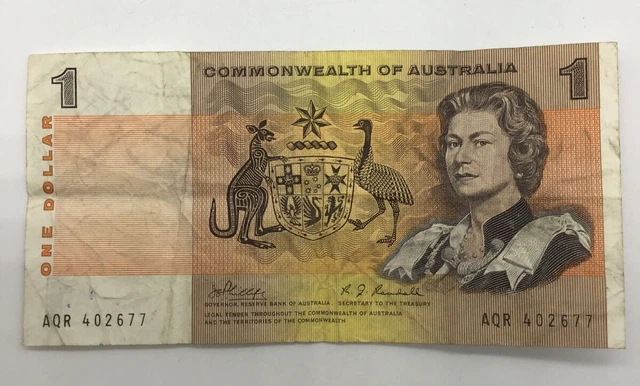 1
COMMONWEALTH OF AUSTRALIA
1
ONE DOLLAR
R. J. Randall
GOVERNOR, RESERVE BANK OF AUSTRALIA. SECRETARY TO THE TREASURY
LEGAL TENDER THROUGHOUT THE COMMONWEALTH OF AUSTRALIA
AND THE TERRITORIES OF THE COMMONWEALTH
AQR 402677
AQR 402677